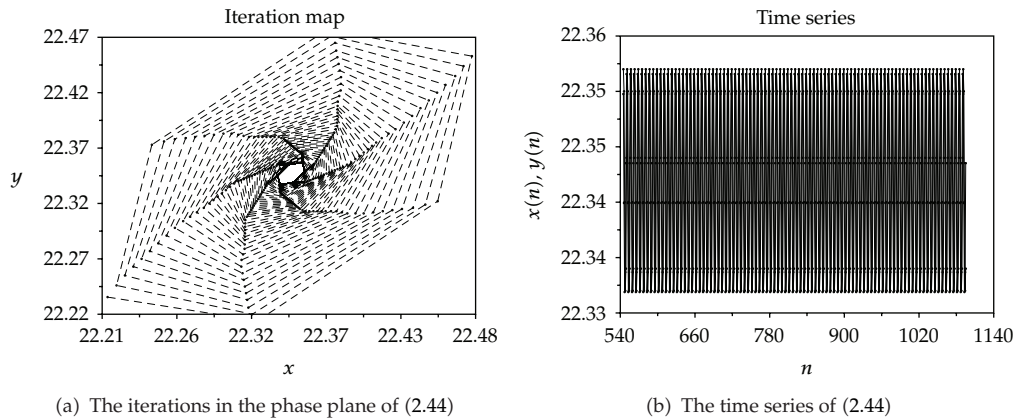 Iteration map
22.47
22.42
22.37
22.32
22.27
22.22
y
22.21 22.26 22.32 22.37 22.43 22.48
x
(a) The iterations in the phase plane of (2.44)
Time series
22.36
22.35
22.35
22.34
22.34
22.33
x(n), y(n)
540 660 780 900 1020 1140
n
(b) The time series of (2.44)